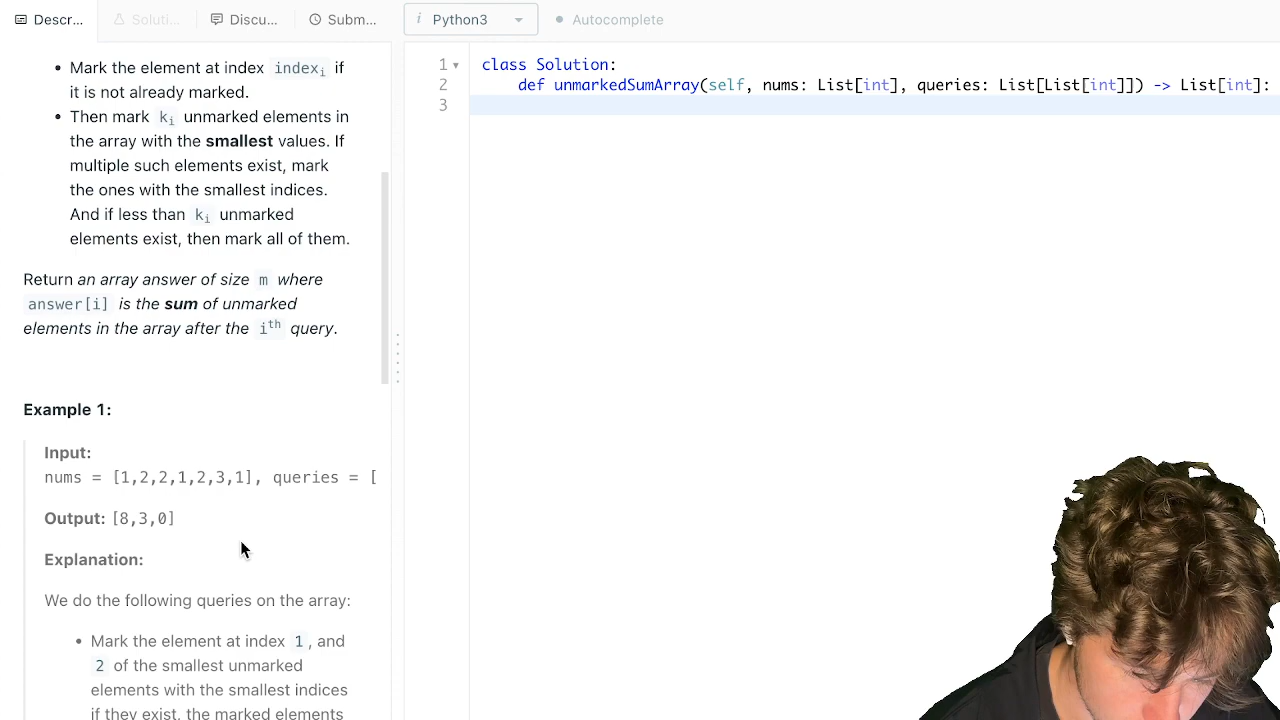 Descr...
Soluti...
Discu...
Subm...
i Python3
Autocomplete
• Mark the element at index indexi if
it is not already marked.
• Then mark ki unmarked elements in
the array with the smallest values. If
multiple such elements exist, mark
the ones with the smallest indices.
And if less than ki unmarked
elements exist, then mark all of them.
Return an array answer of size m where
answer[i] is the sum of unmarked
elements in the array after the ith query.
Example 1:
Input:
nums = [1,2,2,1,2,3,1], queries = [
Output: [8,3,0]
Explanation:
We do the following queries on the array:
• Mark the element at index 1, and
2 of the smallest unmarked
elements with the smallest indices
if they exist, the marked elements
1 class Solution:
2 def unmarkedSumArray(self, nums: List[int], queries: List[List[int]]) -> List[int]:
3